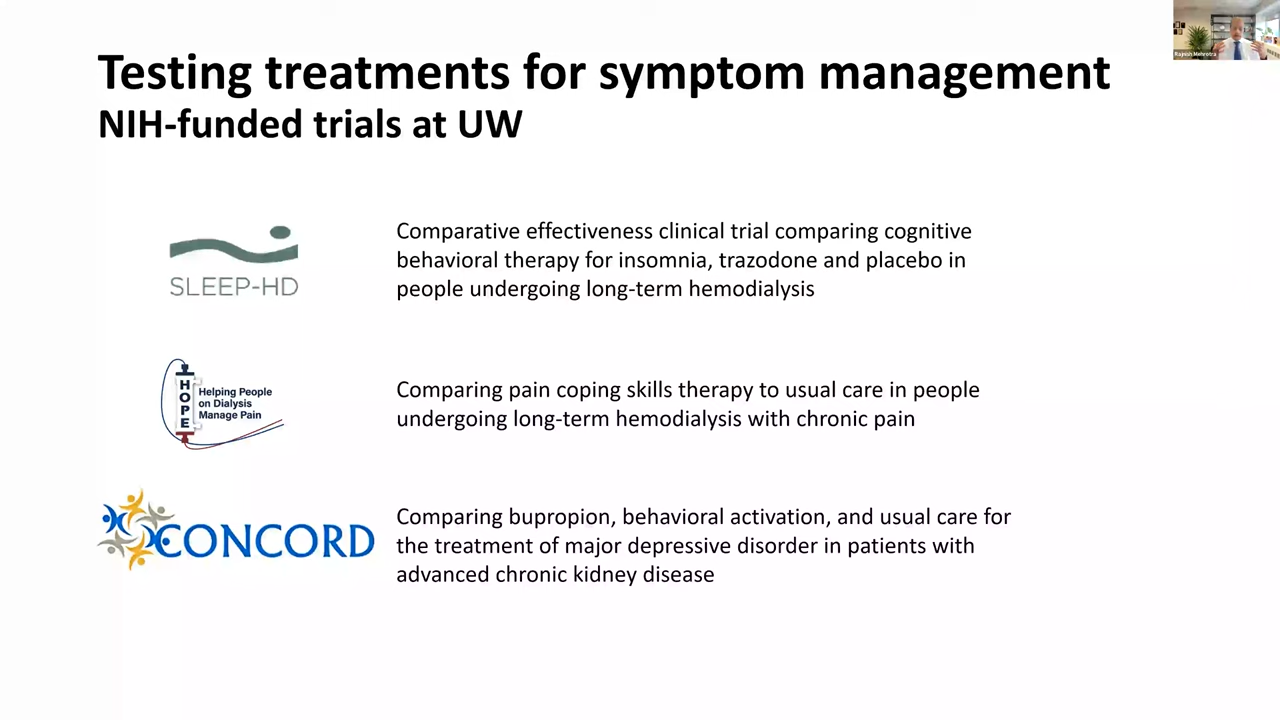 Testing treatments for symptom management
NIH-funded trials at UW
SLEEP-HD
Comparative effectiveness clinical trial comparing cognitive
behavioral therapy for insomnia, trazodone and placebo in
people undergoing long-term hemodialysis
HOPE
Helping People
on Dialysis
Manage Pain
Comparing pain coping skills therapy to usual care in people
undergoing long-term hemodialysis with chronic pain
CONCORD
Comparing bupropion, behavioral activation, and usual care for
the treatment of major depressive disorder in patients with
advanced chronic kidney disease
Rajnish Mehrotra